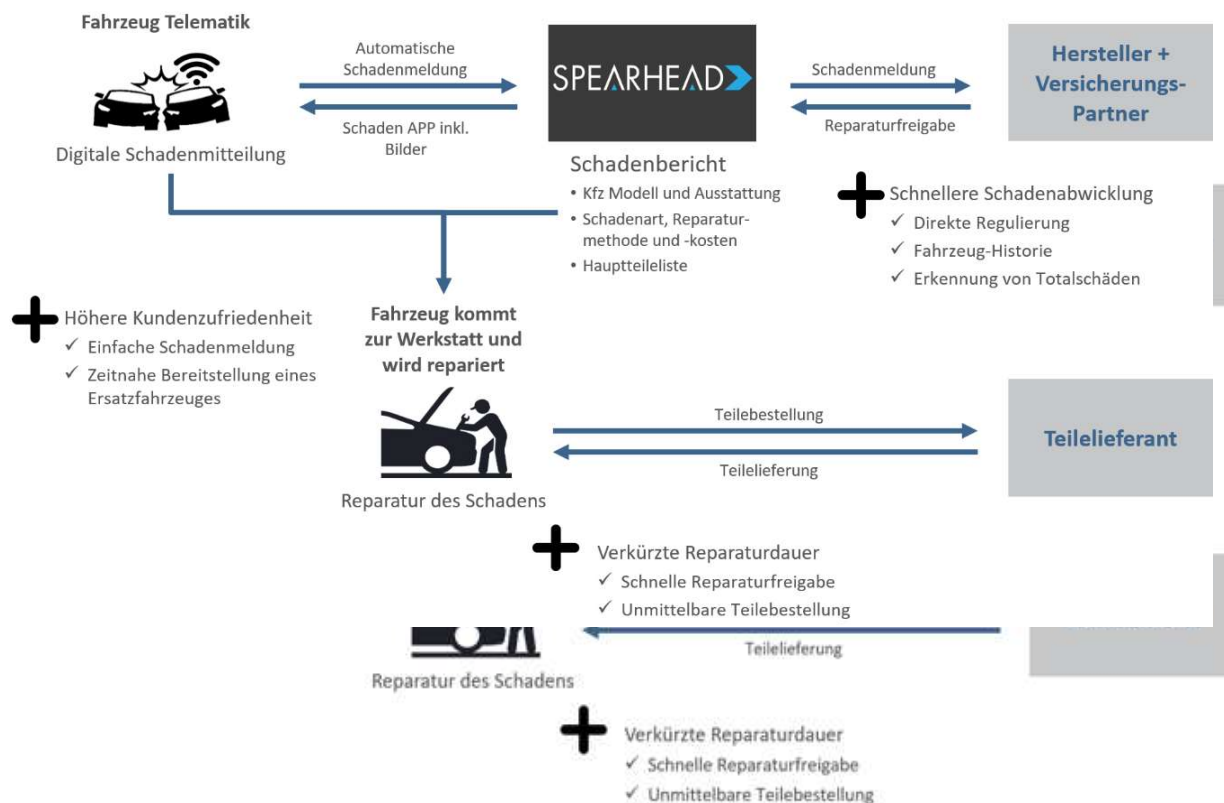 Fahrzeug Telematik
Digitale Schadenmitteilung
Automatische
Schadenmeldung
Schaden APP inkl.
Bilder
SPEARHEAD
Schadenmeldung
Reparaturfreigabe
Hersteller +
Versicherungs-
Partner
Schadenbericht
• Kfz Modell und Ausstattung
• Schadenart, Reparatur-
methode und -kosten
• Hauptteileliste
Schnellere Schadenabwicklung
✓ Direkte Regulierung
✓ Fahrzeug-Historie
✓ Erkennung von Totalschäden
Höhere Kundenzufriedenheit
✓ Einfache Schadenmeldung
✓ Zeitnahe Bereitstellung eines
Ersatzfahrzeuges
Fahrzeug kommt
zur Werkstatt und
wird repariert
Reparatur des Schadens
Teilebestellung
Teilelieferung
Teilelieferant
Verkürzte Reparaturdauer
✓ Schnelle Reparaturfreigabe
✓ Unmittelbare Teilebestellung
Teilelieferung
Reparatur des Schadens
Verkürzte Reparaturdauer
✓ Schnelle Reparaturfreigabe
✓ Unmittelbare Teilebestellung